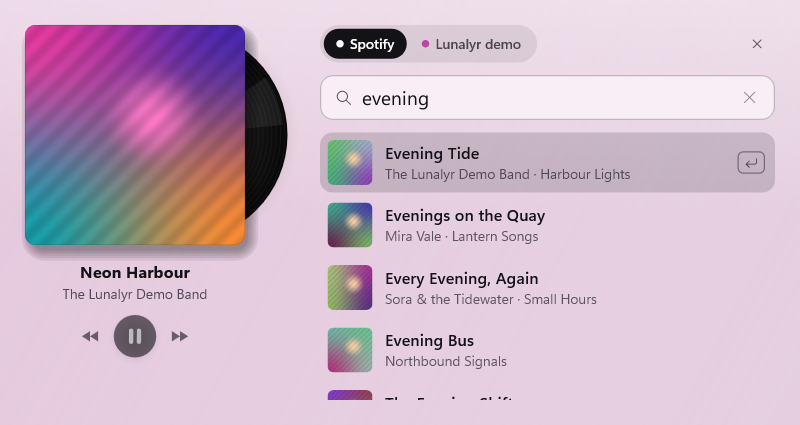 Spotify
Lunalyr demo
evening
Evening Tide
The Lunalyr Demo Band · Harbour Lights
Evenings on the Quay
Mira Vale · Lantern Songs
Every Evening, Again
Sora & the Tidewater · Small Hours
Evening Bus
Northbound Signals
Neon Harbour
The Lunalyr Demo Band